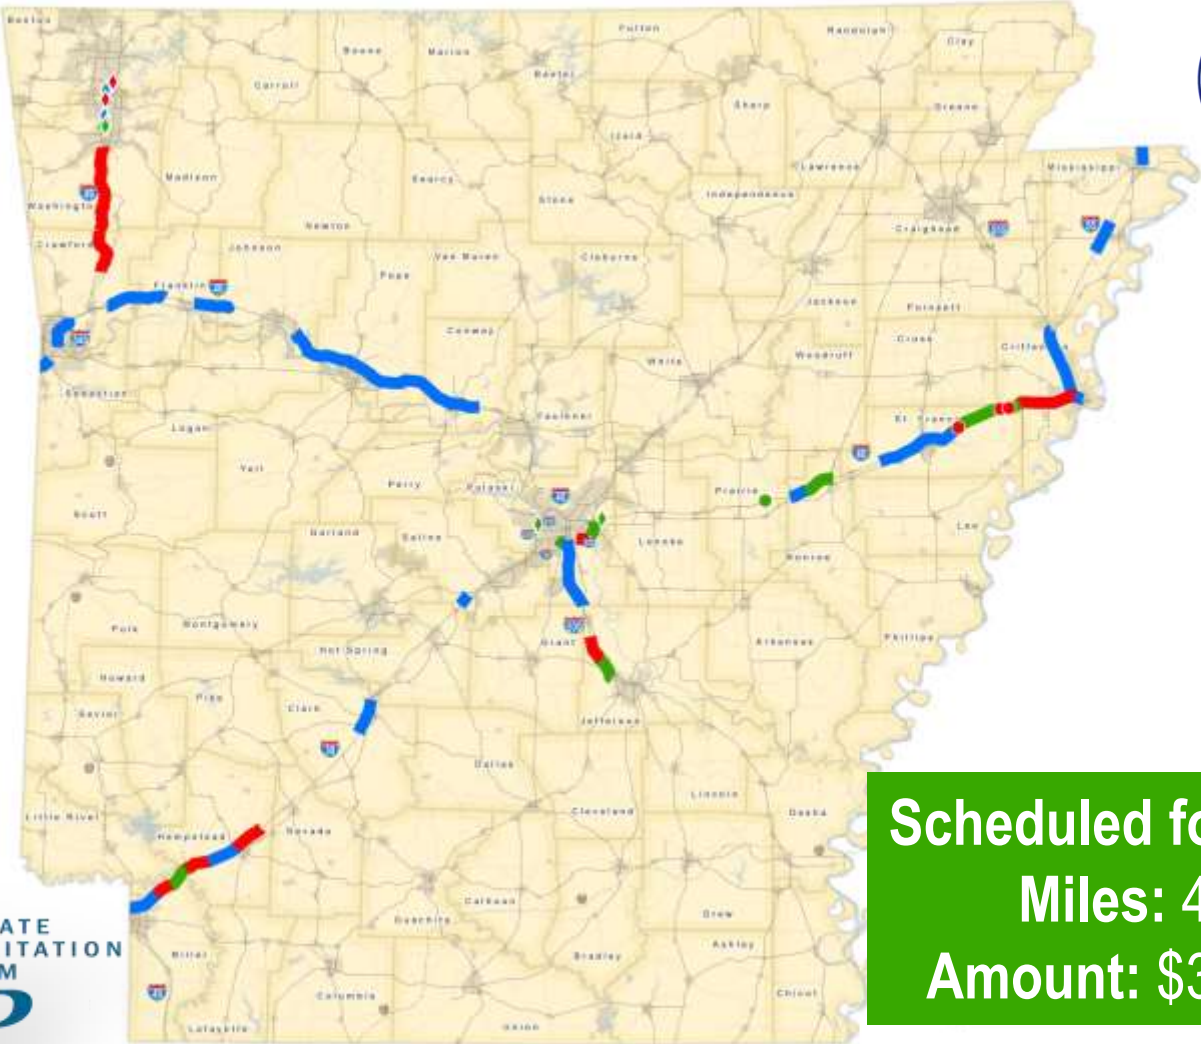 Benton
Boone
Marion
Fulton
Randolph
Clay
Carroll
Baxter
Sharp
Greene
Izard
Lawrence
Mississippi
Madison
Searcy
Stone
Independence
Washington
Newton
Craighead
Crawford
Johnson
Van Buren
Cleburne
Franklin
Pope
Jackson
Poinsett
Conway
Cross
Crittenden
White
Woodruff
Sebastian
Logan
Faulkner
St. Francis
Yell
Perry
Pulaski
Prairie
Scott
Garland
Saline
Lonoke
Lee
Monroe
Polk
Montgomery
Hot Spring
Grant
Arkansas
Phillips
Howard
Pike
Clark
Sevier
Jefferson
Dallas
Lincoln
Desha
Little River
Hempstead
Nevada
Cleveland
Calhoun
Ouachita
Drew
Ashley
Miller
Bradley
Chicot
Columbia
Lafayette
Union
ATE
ITATION
M
Scheduled fo
Miles: 4
Amount: $3